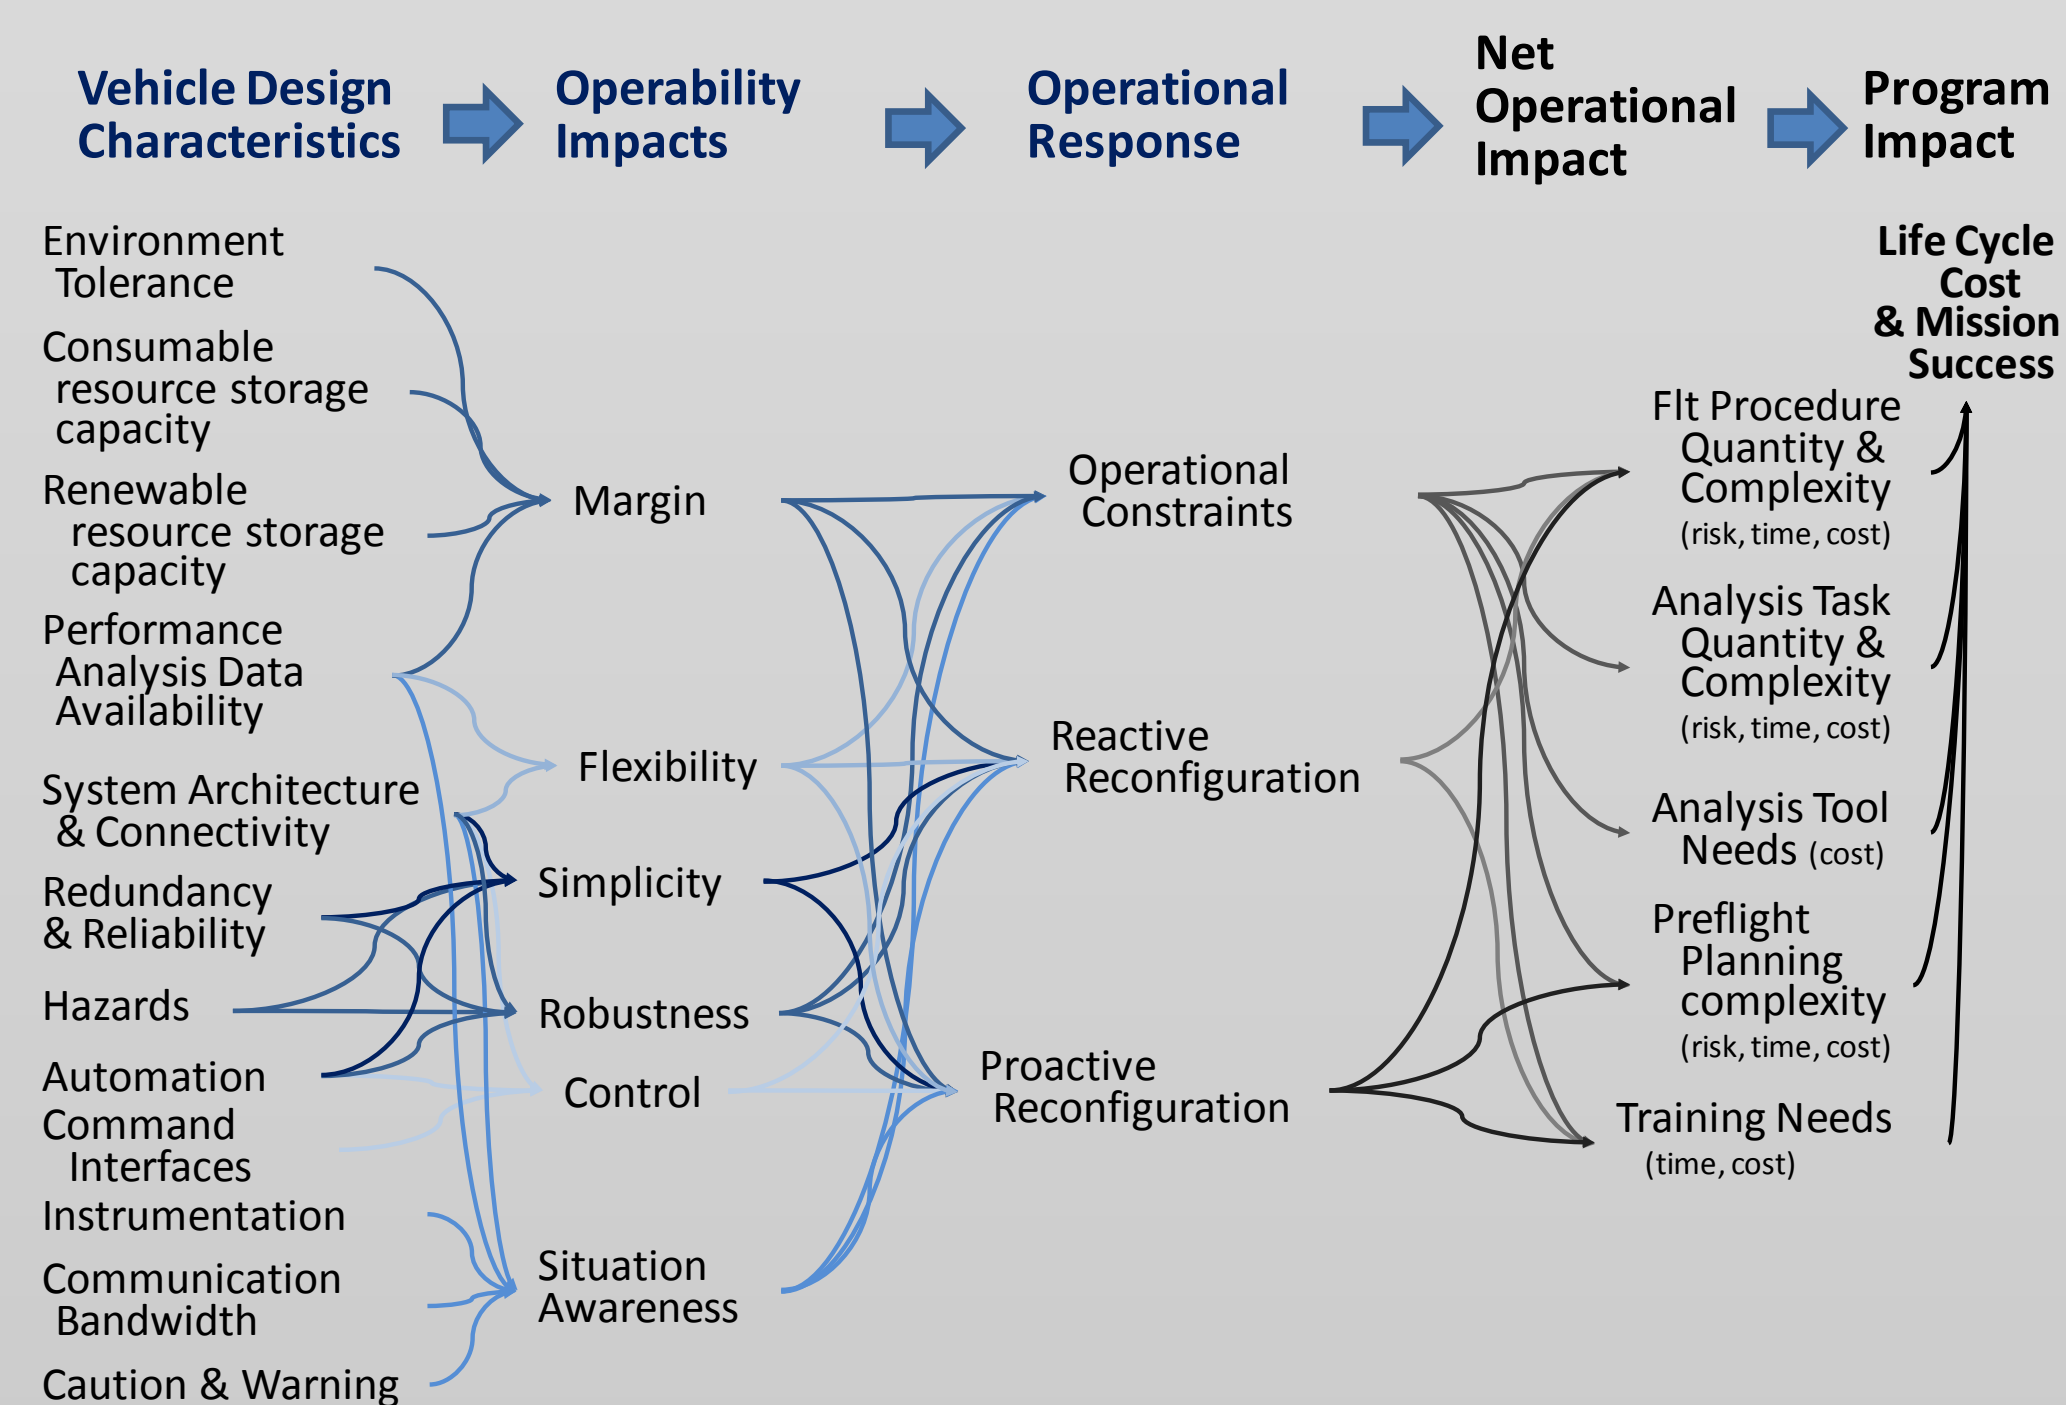 Vehicle Design
Characteristics
Operability
Impacts
Operational
Response
Net
Operational
Impact
Program
Impact
Environment
Tolerance
Consumable
resource storage
capacity
Renewable
resource storage
capacity
Performance
Analysis Data
Availability
System Architecture
& Connectivity
Redundancy
& Reliability
Hazards
Automation
Command
Interfaces
Instrumentation
Communication
Bandwidth
Caution & Warning
Margin
Flexibility
Simplicity
Robustness
Control
Situation
Awareness
Operational
Constraints
Reactive
Reconfiguration
Proactive
Reconfiguration
Flt Procedure
Quantity &
Complexity
(risk, time, cost)
Analysis Task
Quantity &
Complexity
(risk, time, cost)
Analysis Tool
Needs (cost)
Preflight
Planning
complexity
(risk, time, cost)
Training Needs
(time, cost)
Life Cycle
Cost
& Mission
Success